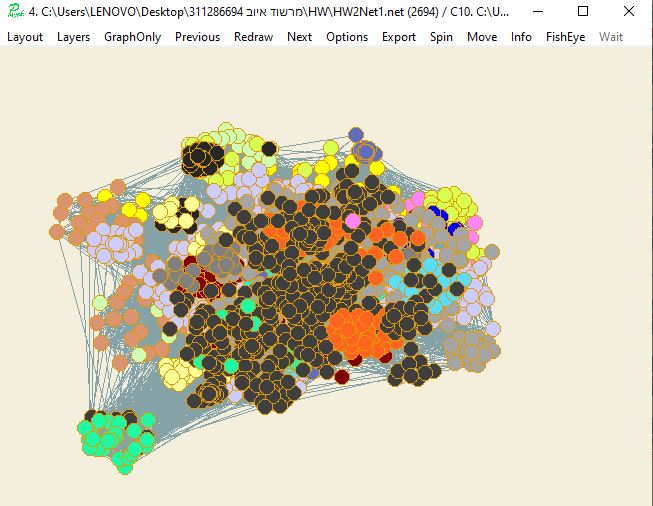 4. C:\Users\LENOVO\Desktop\311286694 מרשוד איוב\HW\HW2Net1.net (2694) / C10. C:\U...
Layout Layers GraphOnly Previous Redraw Next Options Export Spin Move Info FishEye Wait